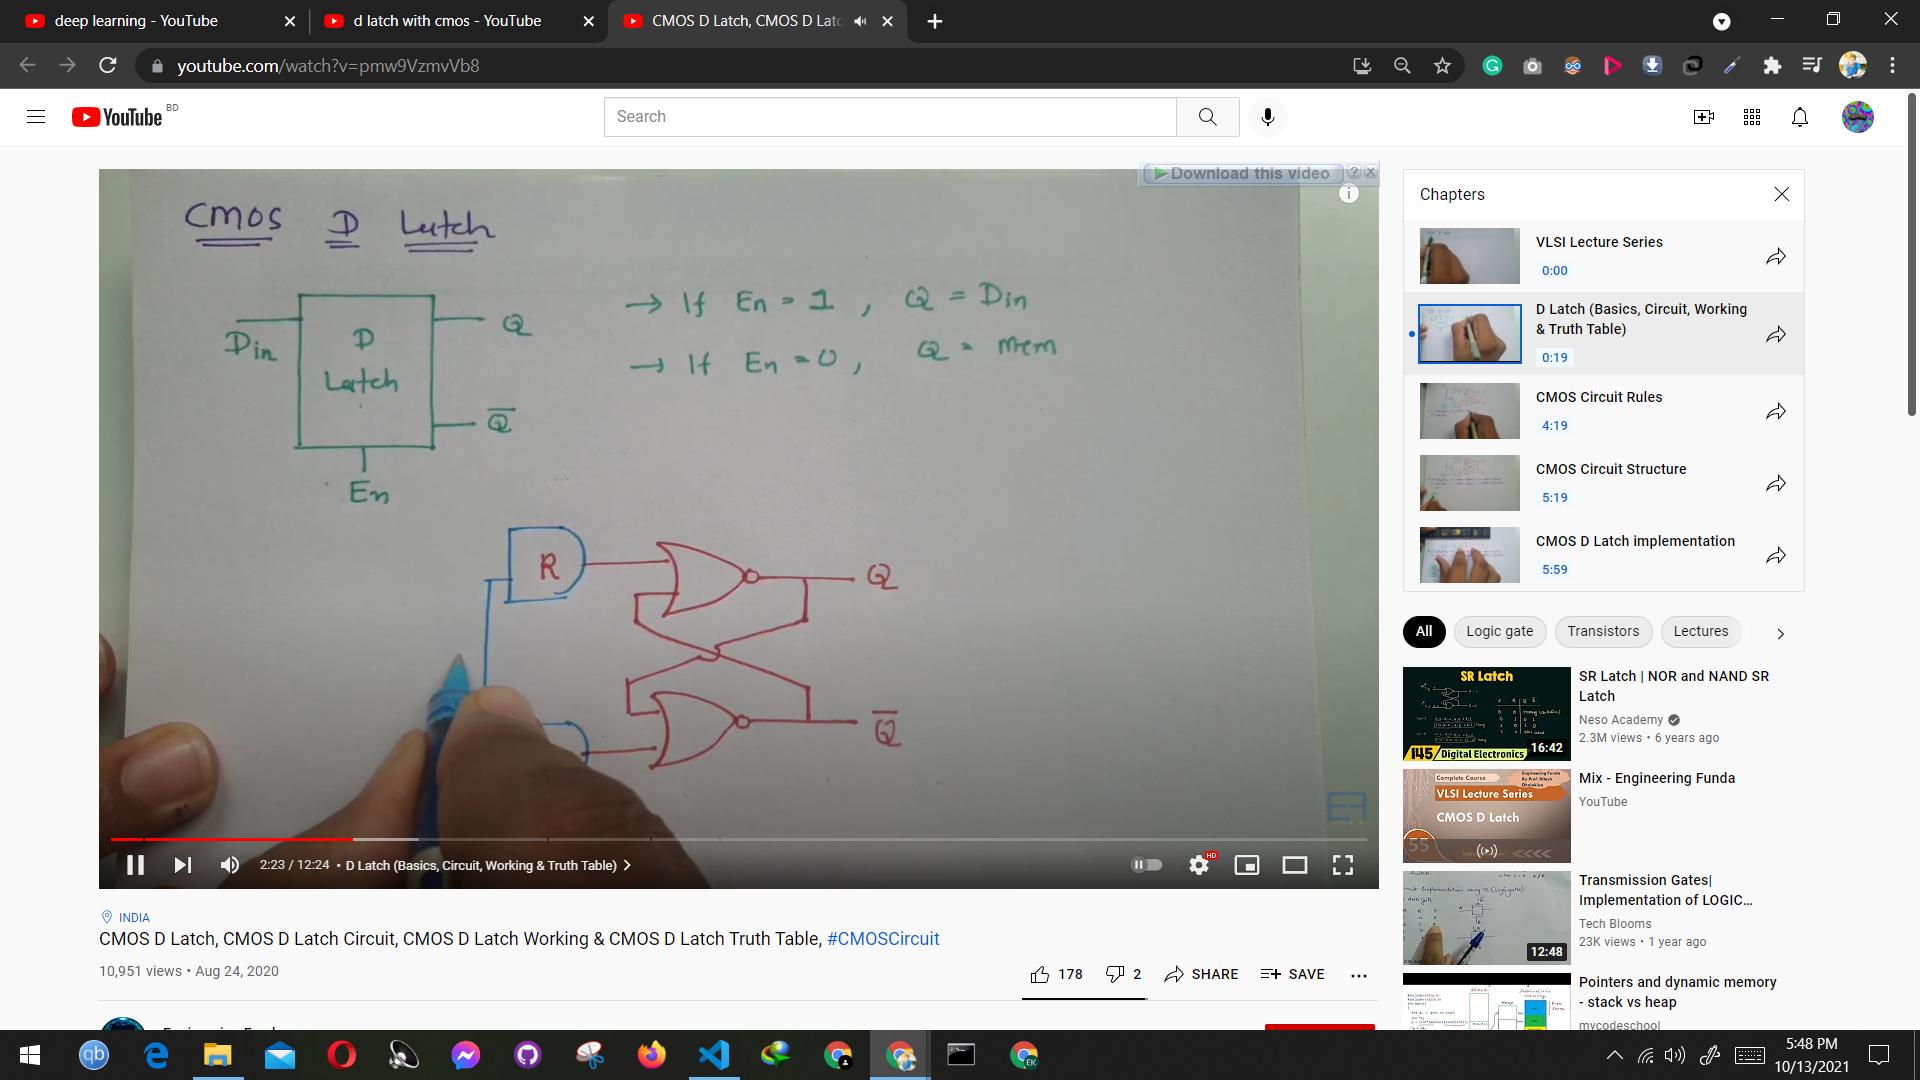 deep learning - YouTube
d latch with cmos - YouTube
CMOS D Latch, CMOS D Latc
youtube.com/watch?v=pmw9VzmvVb8
YouTube BD
Search
Download this video ?
CMOS D Latch
Din
D
Latch
Q
Q̅
En
→ If En = 1 , Q = Din
→ If En = 0 , Q = mem
R
Q
Q̅
2:23 / 12:24 • D Latch (Basics, Circuit, Working & Truth Table)
HD
INDIA
CMOS D Latch, CMOS D Latch Circuit, CMOS D Latch Working & CMOS D Latch Truth Table, #CMOSCircuit
10,951 views • Aug 24, 2020
178
2
SHARE
SAVE
Chapters
VLSI Lecture Series
0:00
D Latch (Basics, Circuit, Working
& Truth Table)
0:19
CMOS Circuit Rules
4:19
CMOS Circuit Structure
5:19
CMOS D Latch implementation
5:59
All
Logic gate
Transistors
Lectures
SR Latch
145 Digital Electronics
16:42
SR Latch | NOR and NAND SR
Latch
Neso Academy
2.3M views • 6 years ago
Complete Course
VLSI Lecture Series
CMOS D Latch
55
Mix - Engineering Funda
YouTube
12:48
Transmission Gates|
Implementation of LOGIC...
Tech Blooms
23K views • 1 year ago
Pointers and dynamic memory
- stack vs heap
mycodeschool
qb
EK
5:48 PM
10/13/2021